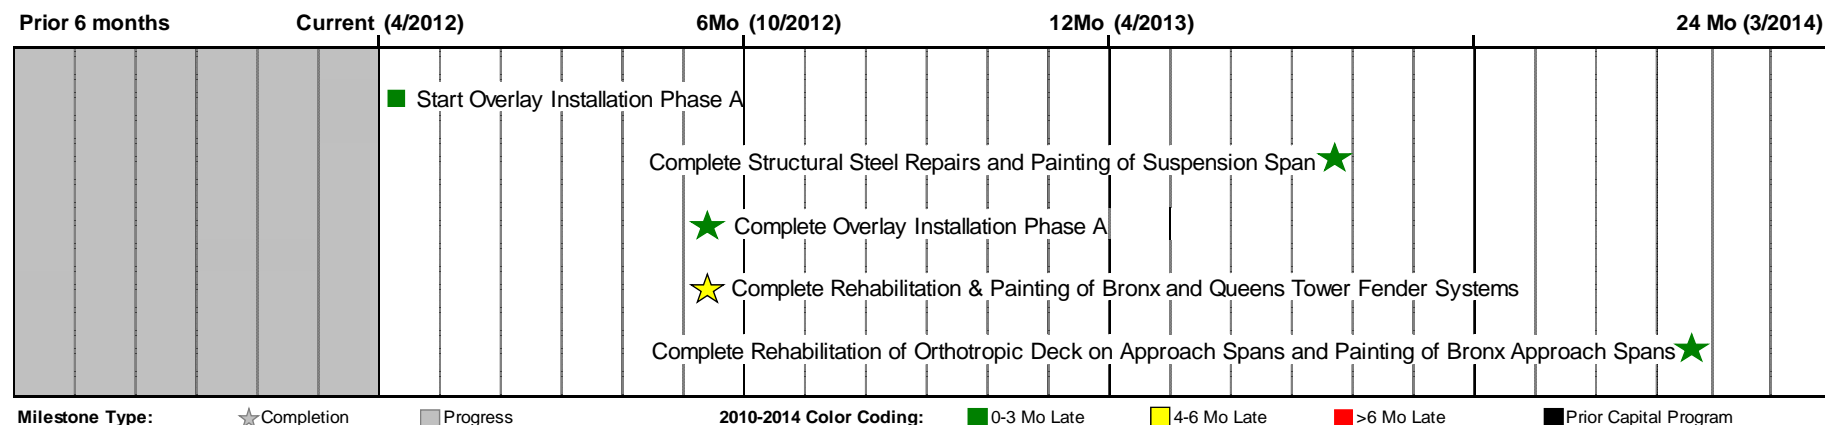 Prior 6 months Current (4/2012) 6Mo (10/2012) 12Mo (4/2013) 24 Mo (3/2014)
Start Overlay Installation Phase A
Complete Structural Steel Repairs and Painting of Suspension Span
Complete Overlay Installation Phase A
Complete Rehabilitation & Painting of Bronx and Queens Tower Fender Systems
Complete Rehabilitation of Orthotropic Deck on Approach Spans and Painting of Bronx Approach Spans
Milestone Type: Completion Progress 2010-2014 Color Coding: 0-3 Mo Late 4-6 Mo Late >6 Mo Late Prior Capital Program